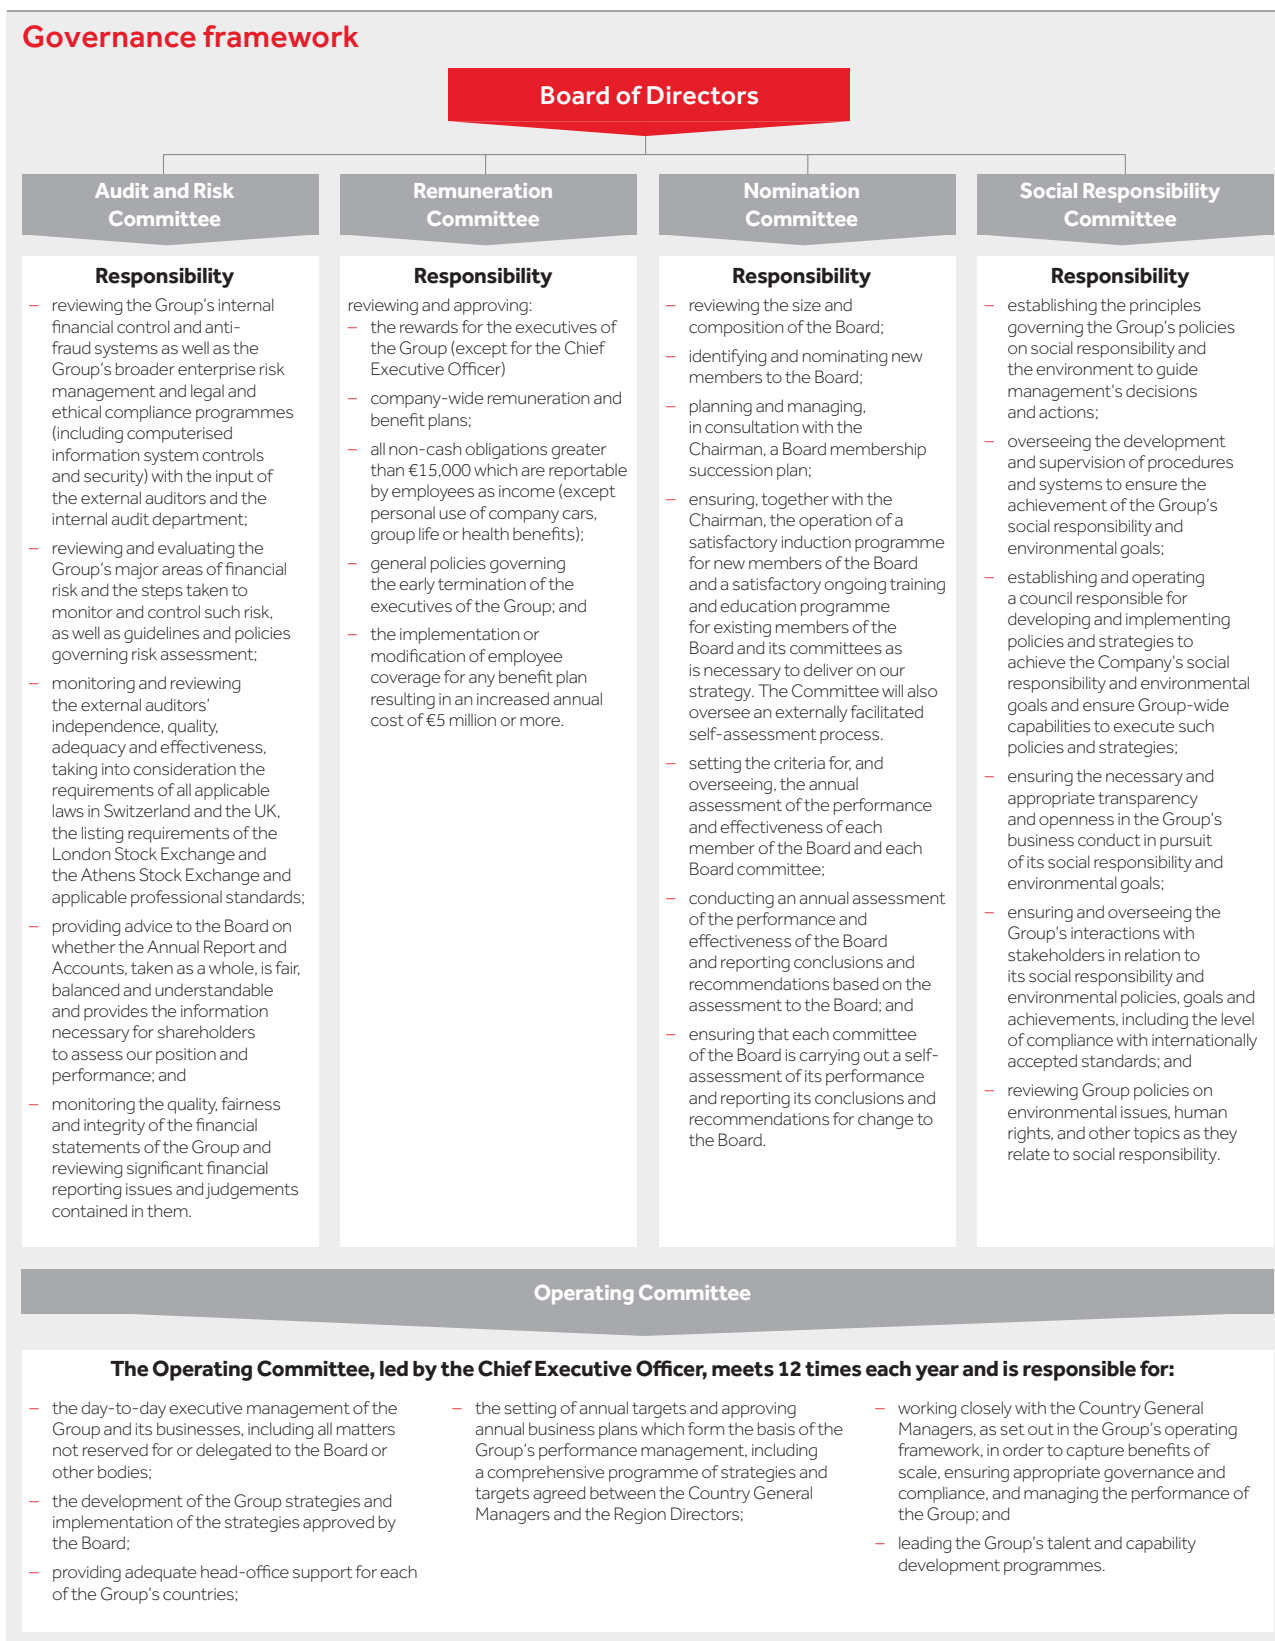 Governance framework
Board of Directors
Audit and Risk
Committee
Responsibility
– reviewing the Group's internal
financial control and anti-
fraud systems as well as the
Group's broader enterprise risk
management and legal and
ethical compliance programmes
(including computerised
information system controls
and security) with the input of
the external auditors and the
internal audit department;
– reviewing and evaluating the
Group's major areas of financial
risk and the steps taken to
monitor and control such risk,
as well as guidelines and policies
governing risk assessment;
– monitoring and reviewing
the external auditors'
independence, quality,
adequacy and effectiveness,
taking into consideration the
requirements of all applicable
laws in Switzerland and the UK,
the listing requirements of the
London Stock Exchange and
the Athens Stock Exchange and
applicable professional standards;
– providing advice to the Board on
whether the Annual Report and
Accounts, taken as a whole, is fair,
balanced and understandable
and provides the information
necessary for shareholders
to assess our position and
performance; and
– monitoring the quality, fairness
and integrity of the financial
statements of the Group and
reviewing significant financial
reporting issues and judgements
contained in them.
Remuneration
Committee
Responsibility
reviewing and approving:
– the rewards for the executives of
the Group (except for the Chief
Executive Officer)
– company-wide remuneration and
benefit plans;
– all non-cash obligations greater
than €15,000 which are reportable
by employees as income (except
personal use of company cars,
group life or health benefits);
– general policies governing
the early termination of the
executives of the Group; and
– the implementation or
modification of employee
coverage for any benefit plan
resulting in an increased annual
cost of €5 million or more.
Nomination
Committee
Responsibility
– reviewing the size and
composition of the Board;
– identifying and nominating new
members to the Board;
– planning and managing,
in consultation with the
Chairman, a Board membership
succession plan;
– ensuring, together with the
Chairman, the operation of a
satisfactory induction programme
for new members of the Board
and a satisfactory ongoing training
and education programme
for existing members of the
Board and its committees as
is necessary to deliver on our
strategy. The Committee will also
oversee an externally facilitated
self-assessment process.
– setting the criteria for, and
overseeing, the annual
assessment of the performance
and effectiveness of each
member of the Board and each
Board committee;
– conducting an annual assessment
of the performance and
effectiveness of the Board
and reporting conclusions and
recommendations based on the
assessment to the Board; and
– ensuring that each committee
of the Board is carrying out a self-
assessment of its performance
and reporting its conclusions and
recommendations for change to
the Board.
Social Responsibility
Committee
Responsibility
– establishing the principles
governing the Group's policies
on social responsibility and
the environment to guide
management's decisions
and actions;
– overseeing the development
and supervision of procedures
and systems to ensure the
achievement of the Group's
social responsibility and
environmental goals;
– establishing and operating
a council responsible for
developing and implementing
policies and strategies to
achieve the Company's social
responsibility and environmental
goals and ensure Group-wide
capabilities to execute such
policies and strategies;
– ensuring the necessary and
appropriate transparency
and openness in the Group's
business conduct in pursuit
of its social responsibility and
environmental goals;
– ensuring and overseeing the
Group's interactions with
stakeholders in relation to
its social responsibility and
environmental policies, goals and
achievements, including the level
of compliance with internationally
accepted standards; and
– reviewing Group policies on
environmental issues, human
rights, and other topics as they
relate to social responsibility.
Operating Committee
The Operating Committee, led by the Chief Executive Officer, meets 12 times each year and is responsible for:
– the day-to-day executive management of the
Group and its businesses, including all matters
not reserved for or delegated to the Board or
other bodies;
– the development of the Group strategies and
implementation of the strategies approved by
the Board;
– providing adequate head-office support for each
of the Group's countries;
– the setting of annual targets and approving
annual business plans which form the basis of the
Group's performance management, including
a comprehensive programme of strategies and
targets agreed between the Country General
Managers and the Region Directors;
– working closely with the Country General
Managers, as set out in the Group's operating
framework, in order to capture benefits of
scale, ensuring appropriate governance and
compliance, and managing the performance of
the Group; and
– leading the Group's talent and capability
development programmes.